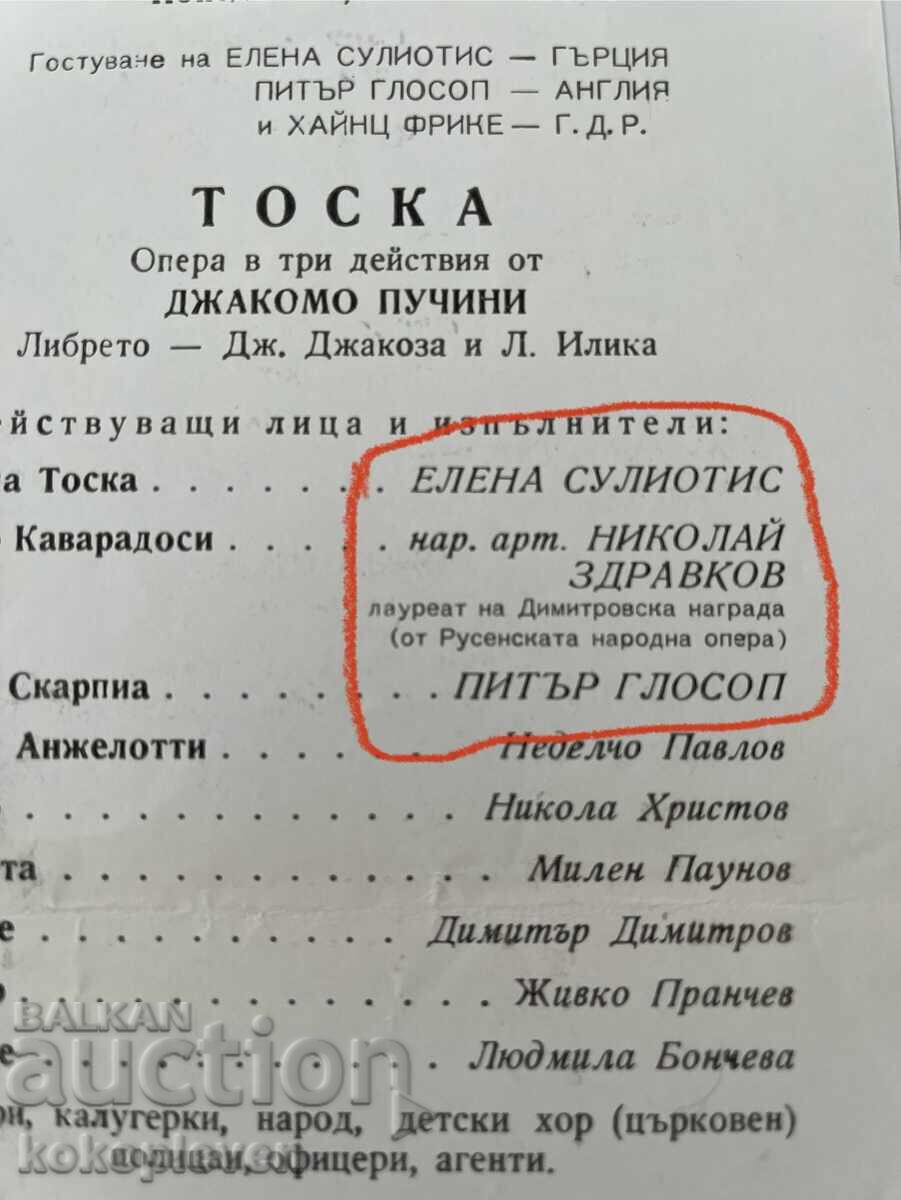 Гостуване на ЕЛЕНА СУЛИОТИС — ГЪРЦИЯ
ПИТЪР ГЛОСОП — АНГЛИЯ
и ХАЙНЦ ФРИКЕ — Г. Д. Р.
ТОСКА
Опера в три действия от
ДЖАКОМО ПУЧИНИ
Либрето — Дж. Джакоза и Л. Илика
ействуващи лица и изпълнители:
а Тоска . . . . . . . ЕЛЕНА СУЛИОТИС
Каварадоси . . . . . нар. арт. НИКОЛАЙ
ЗДРАВКОВ
лауреат на Димитровска награда
(от Русенската народна опера)
Скарпиа . . . . . . . . ПИТЪР ГЛОСОП
Анжелотти . . . . . . . Неделчо Павлов
. . . . . . . . . . . . Никола Христов
та . . . . . . . . . . . . Милен Паунов
е . . . . . . . . . . Димитър Димитров
р . . . . . . . . . . . . . Живко Пранчев
е . . . . . . . . . . Людмила Бончева
ри, калугерки, народ, детски хор (църковен)
полицаи, офицери, агенти.
BALKAN
auction
kokoplayer